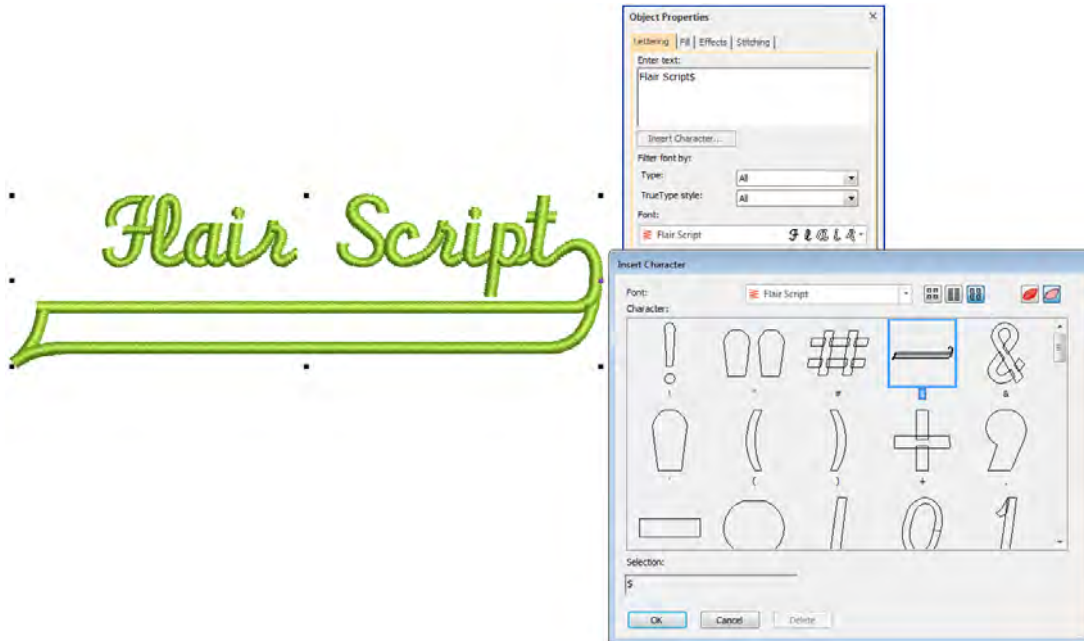 Flair Script
Object Properties
Lettering Fill Effects Stitching
Enter text:
Flair Script$
Insert Character...
Filter font by:
Type: All
TrueType style: All
Font:
Flair Script F l a i r
Insert Character
Font: Flair Script
Character:
! " # $ &
' ( ) + ,
Selection:
$
OK Cancel Delete